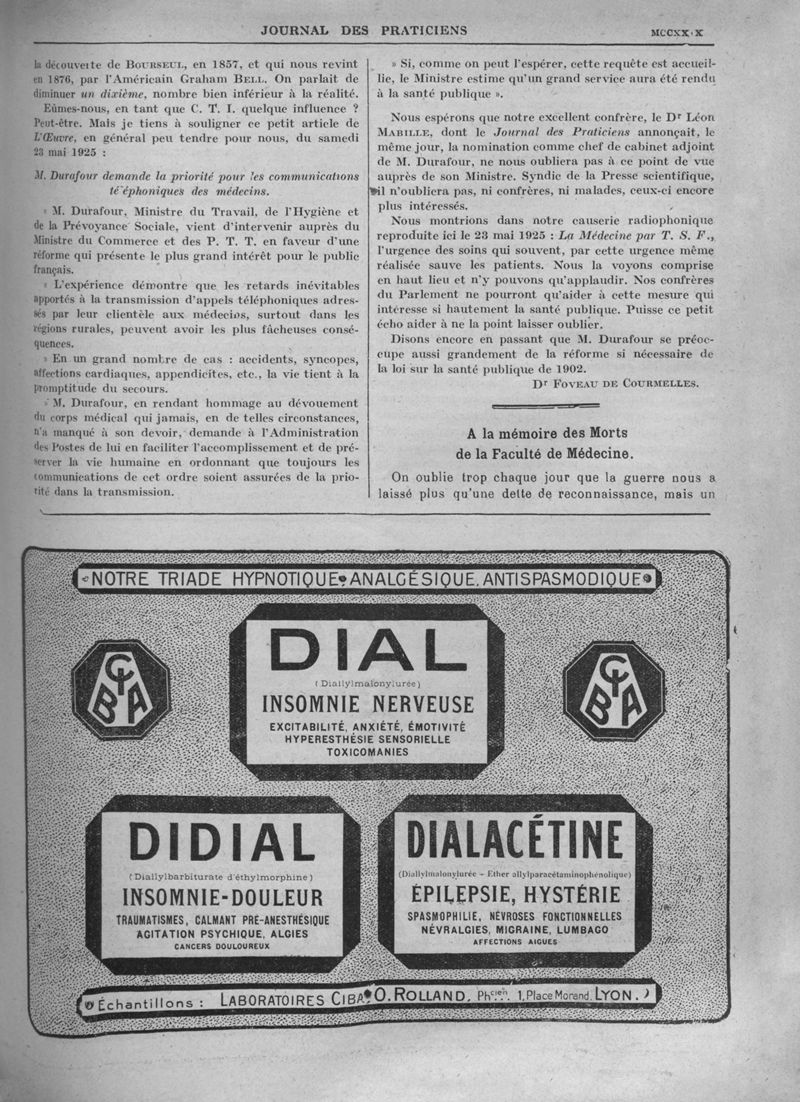 JOURNAL DES PRATICIENS
la découverte de BOURSEUL, en 1857, et qui nous revint
en 1876, par l'Américain Graham BELL. On parlait de
diminuer un dixième, nombre bien inférieur à la réalité.
Eûmes-nous, en tant que C. T. I. quelque influence ?
Peut-être. Mais je tiens à souligner ce petit article de
L'Œuvre, en général peu tendre pour nous, du samedi
23 mai 1925 :
M. Durafour demande la priorité pour les communications
téléphoniques des médecins.
» M. Durafour, Ministre du Travail, de l'Hygiène et
de la Prévoyance Sociale, vient d'intervenir auprès du
Ministre du Commerce et des P. T. T. en faveur d'une
réforme qui présente le plus grand intérêt pour le public
français.
» L'expérience démontre que les retards inévitables
apportés à la transmission d'appels téléphoniques adres-
sés par leur clientèle aux médecins, surtout dans les
régions rurales, peuvent avoir les plus fâcheuses consé-
quences.
» En un grand nombre de cas : accidents, syncopes,
affections cardiaques, appendicites, etc., la vie tient à la
promptitude du secours.
» M. Durafour, en rendant hommage au dévouement
du corps médical qui jamais, en de telles circonstances,
n'a manqué à son devoir, demande à l'Administration
des Postes de lui en faciliter l'accomplissement et de pré-
server la vie humaine en ordonnant que toujours les
communications de cet ordre soient assurées de la prio-
rité dans la transmission.
» Si, comme on peut l'espérer, cette requête est accueil-
lie, le Ministre estime qu'un grand service aura été rendu
à la santé publique ».
Nous espérons que notre excellent confrère, le Dr Léon
MABILLE, dont le Journal des Praticiens annonçait, le
même jour, la nomination comme chef de cabinet adjoint
de M. Durafour, ne nous oubliera pas à ce point de vue
auprès de son Ministre. Syndic de la Presse scientifique,
il n'oubliera pas, ni confrères, ni malades, ceux-ci encore
plus intéressés.
Nous montrions dans notre causerie radiophonique
reproduite ici le 23 mai 1925 : La Médecine par T. S. F.,
l'urgence des soins qui souvent, par cette urgence même
réalisée sauve les patients. Nous la voyons comprise
en haut lieu et n'y pouvons qu'applaudir. Nos confrères
du Parlement ne pourront qu'aider à cette mesure qui
intéresse si hautement la santé publique. Puisse ce petit
écho aider à ne la point laisser oublier.
Disons encore en passant que M. Durafour se préoc-
cupe aussi grandement de la réforme si nécessaire de
la loi sur la santé publique de 1902.
Dr FOVEAU DE COURMELLES.
A la mémoire des Morts
de la Faculté de Médecine.
On oublie trop chaque jour que la guerre nous a
laissé plus qu'une dette de reconnaissance, mais un
NOTRE TRIADE HYPNOTIQUE ANALGÉSIQUE, ANTISPASMODIQUE
DIAL
(Diallylmalonylurée)
INSOMNIE NERVEUSE
EXCITABILITÉ, ANXIÉTÉ, ÉMOTIVITÉ
HYPERESTHÉSIE SENSORIELLE
TOXICOMANIES
CIBA
CIBA
DIDIAL
(Diallylbarbiturate d'éthylmorphine)
INSOMNIE-DOULEUR
TRAUMATISMES, CALMANT PRÉ-ANESTHÉSIQUE
AGITATION PSYCHIQUE, ALGIES
CANCERS DOULOUREUX
DIALACÉTINE
(Diallylmalonylurée - Ether allylparacétaminophénolique)
ÉPILEPSIE, HYSTÉRIE
SPASMOPHILIE, NÉVROSES FONCTIONNELLES
NÉVRALGIES, MIGRAINE, LUMBAGO
AFFECTIONS AIGUES
Échantillons : LABORATOIRES CIBA, O. ROLLAND, Phcien. 1, Place Morand, LYON.